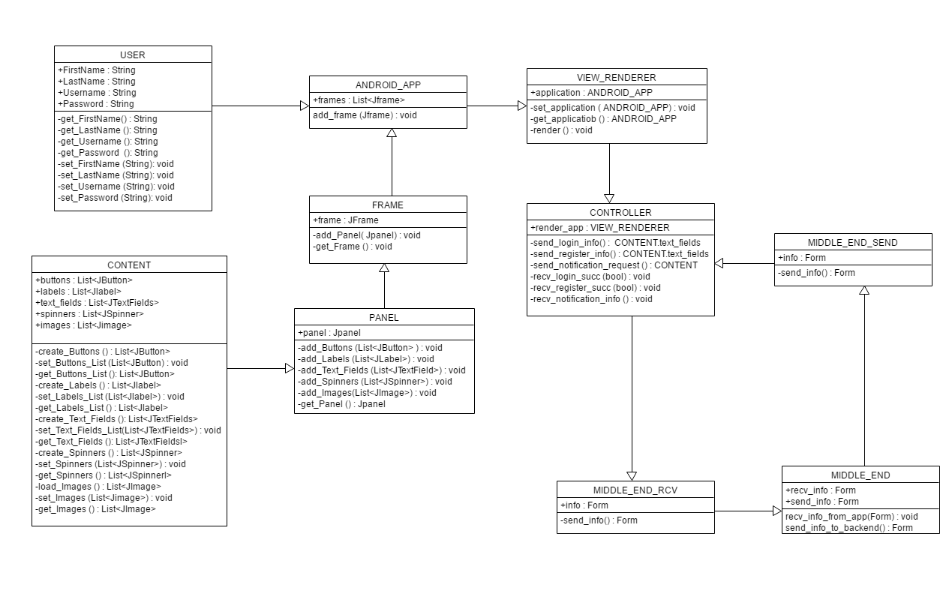 USER
+FirstName : String
+LastName : String
+Username : String
+Password : String
-get_FirstName() : String
-get_LastName () : String
-get_Username () : String
-get_Password  () : String
-set_FirstName (String): void
-set_LastName (String): void
-set_Username (String) : void
-set_Password (String): void
ANDROID_APP
+frames : List<Jframe>
add_frame (Jframe) : void
VIEW_RENDERER
+application : ANDROID_APP
-set_application ( ANDROID_APP) : void
-get_applicatiob () : ANDROID_APP
-render () : void
FRAME
+frame : JFrame
-add_Panel( Jpanel) : void
-get_Frame () : void
CONTROLLER
+render_app : VIEW_RENDERER
-send_login_info() :  CONTENT.text_fields
-send_register_info() : CONTENT.text_fields
-send_notification_request () : CONTENT
-recv_login_succ (bool) : void
-recv_register_succ (bool) : void
-recv_notification_info () : void
MIDDLE_END_SEND
+info : Form
-send_info() : Form
CONTENT
+buttons : List<JButton>
+labels : List<Jlabel>
+text_fields : List<JTextFields>
+spinners : List<JSpinner>
+images : List<Jimage>
-create_Buttons () : List<JButton>
-set_Buttons_List (List<JButton) : void
-get_Buttons_List () : List<JButton>
-create_Labels () : List<Jlabel>
-set_Labels_List (List<Jlabel>) : void
-get_Labels_List () : List<Jlabel>
-create_Text_Fields (): List<JTextFields>
-set_Text_Fields_List(List<JTextFields>) : void
-get_Text_Fields () : List<JTextFieldsl>
-create_Spinners () : List<JSpinner>
-set_Spinners (List<JSpinner>) : void
-get_Spinners () : List<JSpinnerl>
-load_Images () : List<JImage>
-set_Images (List<Jimage>) : void
-get_Images () : List<JImage>
PANEL
+panel : Jpanel
-add_Buttons (List<JButton> ) : void
-add_Labels (List<JLabel>) : void
-add_Text_Fields (List<JTextField>) : void
-add_Spinners (List<JSpinner>) : void
-add_Images(List<JImage>) : void
-get_Panel () : Jpanel
MIDDLE_END_RCV
+info : Form
-send_info() : Form
MIDDLE_END
+recv_info : Form
+send_info : Form
recv_info_from_app(Form) : void
send_info_to_backend() : Form